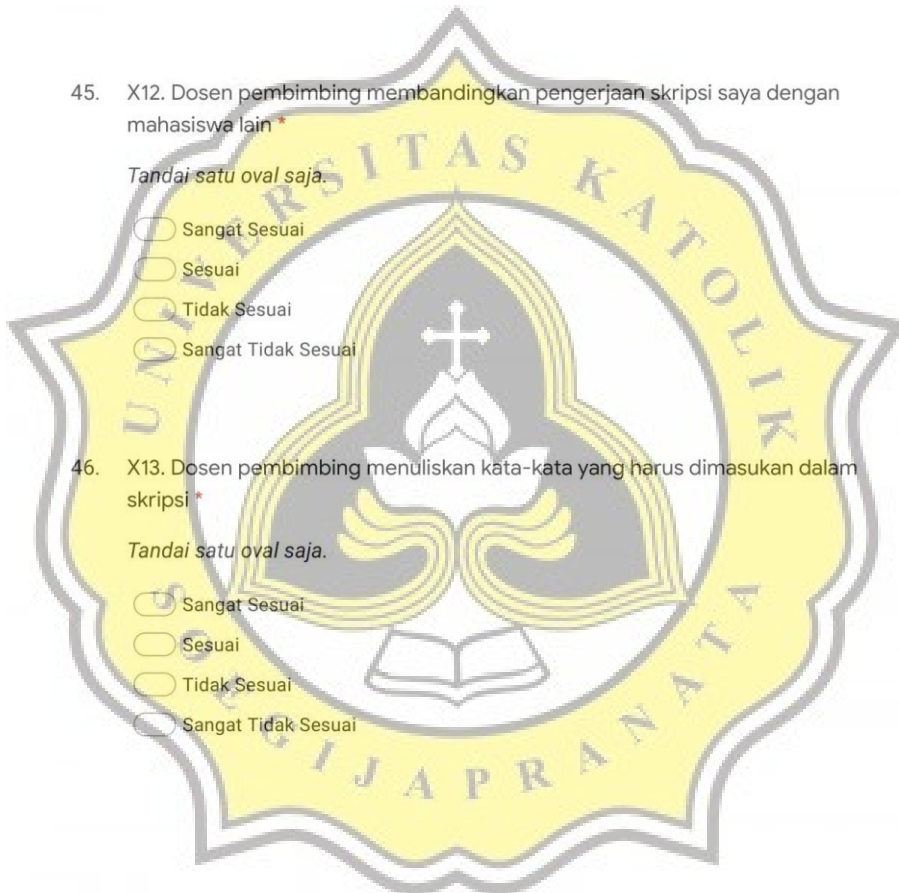 45. X12. Dosen pembimbing membandingkan pengerjaan skripsi saya dengan
mahasiswa lain *
Tandai satu oval saja.
Sangat Sesuai
Sesuai
Tidak Sesuai
Sangat Tidak Sesuai
46. X13. Dosen pembimbing menuliskan kata-kata yang harus dimasukan dalam
skripsi *
Tandai satu oval saja.
Sangat Sesuai
Sesuai
Tidak Sesuai
Sangat Tidak Sesuai
UNIVERSITAS KATOLIK
SOEGIJAPRANATA